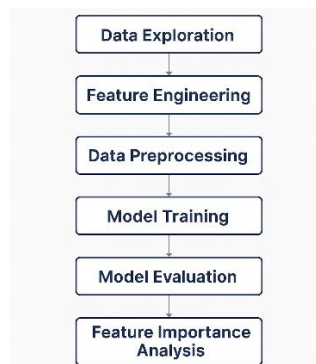 Data Exploration
Feature Engineering
Data Preprocessing
Model Training
Model Evaluation
Feature Importance
Analysis